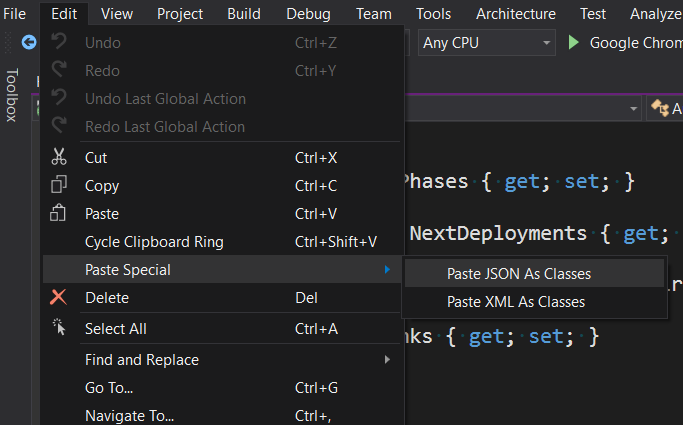 File Edit View Project Build Debug Team Tools Architecture Test Analyze
Any CPU Google Chrom
Toolbox
Undo Ctrl+Z
Redo Ctrl+Y
Undo Last Global Action
Redo Last Global Action
Cut Ctrl+X
Copy Ctrl+C
Paste Ctrl+V
Cycle Clipboard Ring Ctrl+Shift+V
Paste Special
Delete Del
Select All Ctrl+A
Find and Replace
Go To... Ctrl+G
Navigate To... Ctrl+,
Paste JSON As Classes
Paste XML As Classes
A
Phases { get; set; }
NextDeployments { get;
nks { get; set; }